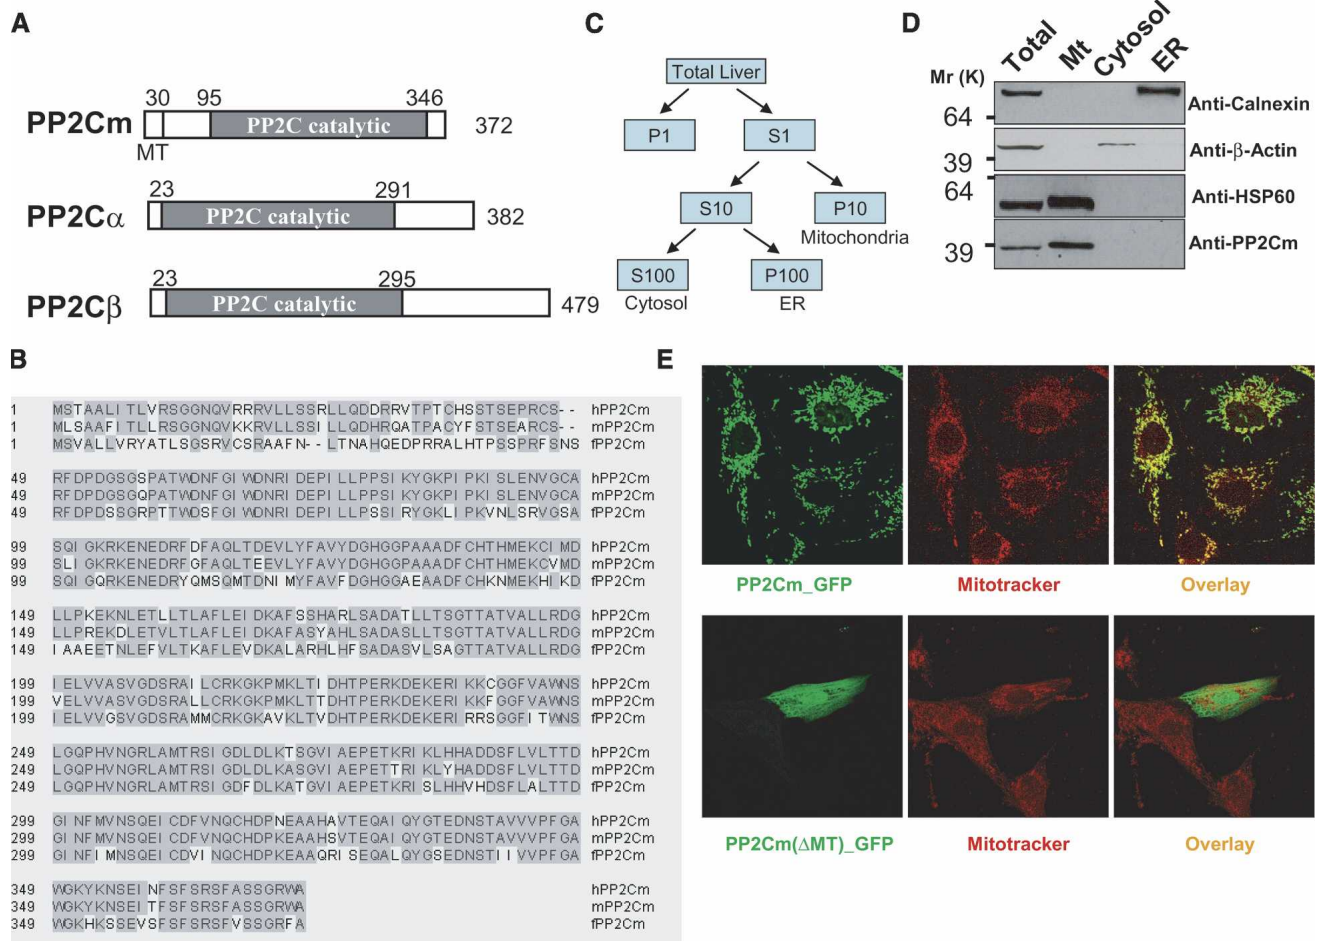 A
30 95 346
PP2Cm
PP2C catalytic
372
MT
23 291
PP2Cα
PP2C catalytic
382
23 295
PP2Cβ
PP2C catalytic
479
C
Total Liver
P1 S1
S10 P10
Mitochondria
S100 P100
Cytosol ER
D
Total Mt Cytosol ER
Mr (K)
64
Anti-Calnexin
39
Anti-β-Actin
64
Anti-HSP60
39
Anti-PP2Cm
B
1 MSTAALITLVRSGGNQVRRRVLLSSRLLQDDRRVTPTCHSSTSEPRCS-- hPP2Cm
1 MLSAAFITLLRSGGNQVKKRVLLSSILLQDHRQATPACYFSTSEARCS-- mPP2Cm
1 MSVALLVRYATLSGSRVCSRAAFN--LTNAHQEDPRRALHTPSSPRFSNS fPP2Cm
49 RFDPDGSGSPATWDNFGIWDNRIDEPILLPPSIKYGKPIPKISLENVGCA hPP2Cm
49 RFDPDGSGQPATWDNFGIWDNRIDEPILLPPSIKYGKPIPKISLENVGCA mPP2Cm
49 RFDPDSSGRPTTWDSFGIWDNRIDEPILLPSSIRYGKLIPKVNLSRVGSA fPP2Cm
99 SQIGKRKENEDRFDFAQLTDEVLYFAVYDGHGGPAAADFCHTHMEKCIMD hPP2Cm
99 SLIGKRKENEDRFGFAQLTEEVLYFAVYDGHGGPAAADFCHTHMEKCVMD mPP2Cm
99 SQIGQRKENEDRYQMSQMTDNIMYFAVFDGHGGAEAADFCHKNMEKHIKD fPP2Cm
149 LLPKEKNLETLLTLAFLEIDKAFSSHARLSADATLLTSGTTATVALLRDG hPP2Cm
149 LLPREKDLETVLTLAFLEIDKAFASYAHLSADASLLTSGTTATVALLRDG mPP2Cm
149 IAAEETNLEFVLTKAFLEVDKALARHLHFSADASVLSAGTTATVALLRDG fPP2Cm
199 IELVVASVGDSRAILCRKGKPMKLTIDHTPERKDEKERIKKCGGFVAWNS hPP2Cm
199 VELVVASVGDSRALLCRKGKPMKLTTDHTPERKDEKERIKKFGGFVAWNS mPP2Cm
199 IELVVGSVGDSRAMMCRKGKAVKLTVDHTPERKDEKERIRRSGGFITWNS fPP2Cm
249 LGQPHVNGRLAMTRSIGDLDLKTSGVIAEPETKRIKLHHADDSFLVLTTD hPP2Cm
249 LGQPHVNGRLAMTRSIGDLDLKASGVIAEPETTRIKLYHADDSFLVLTTD mPP2Cm
249 LGQPHVNGRLAMTRSIGDFDLKATGVIAEPETKRISLHHVHDSFLALTTD fPP2Cm
299 GINFMVNSQEICDFVNQCHDPNEAAHAVTEQAIQYGTEDNSTAVVVPFGA hPP2Cm
299 GINFMVNSQEICDFVNQCHDPKEAAHSVTEQAIQYGTEDNSTAVVVPFGA mPP2Cm
299 GINFIMNSQEICDVINQCHDPKEAAQRISEQALQYGSEDNSTIIVVPFGA fPP2Cm
349 WGKYKNSEINFSFSRSFASSGRWA hPP2Cm
349 WGKYKNSEITFSFSRSFASSGRWA mPP2Cm
349 WGKHKSSEVSFSFSRSFVSSGRFA fPP2Cm
E
PP2Cm_GFP Mitotracker Overlay
PP2Cm(ΔMT)_GFP Mitotracker Overlay